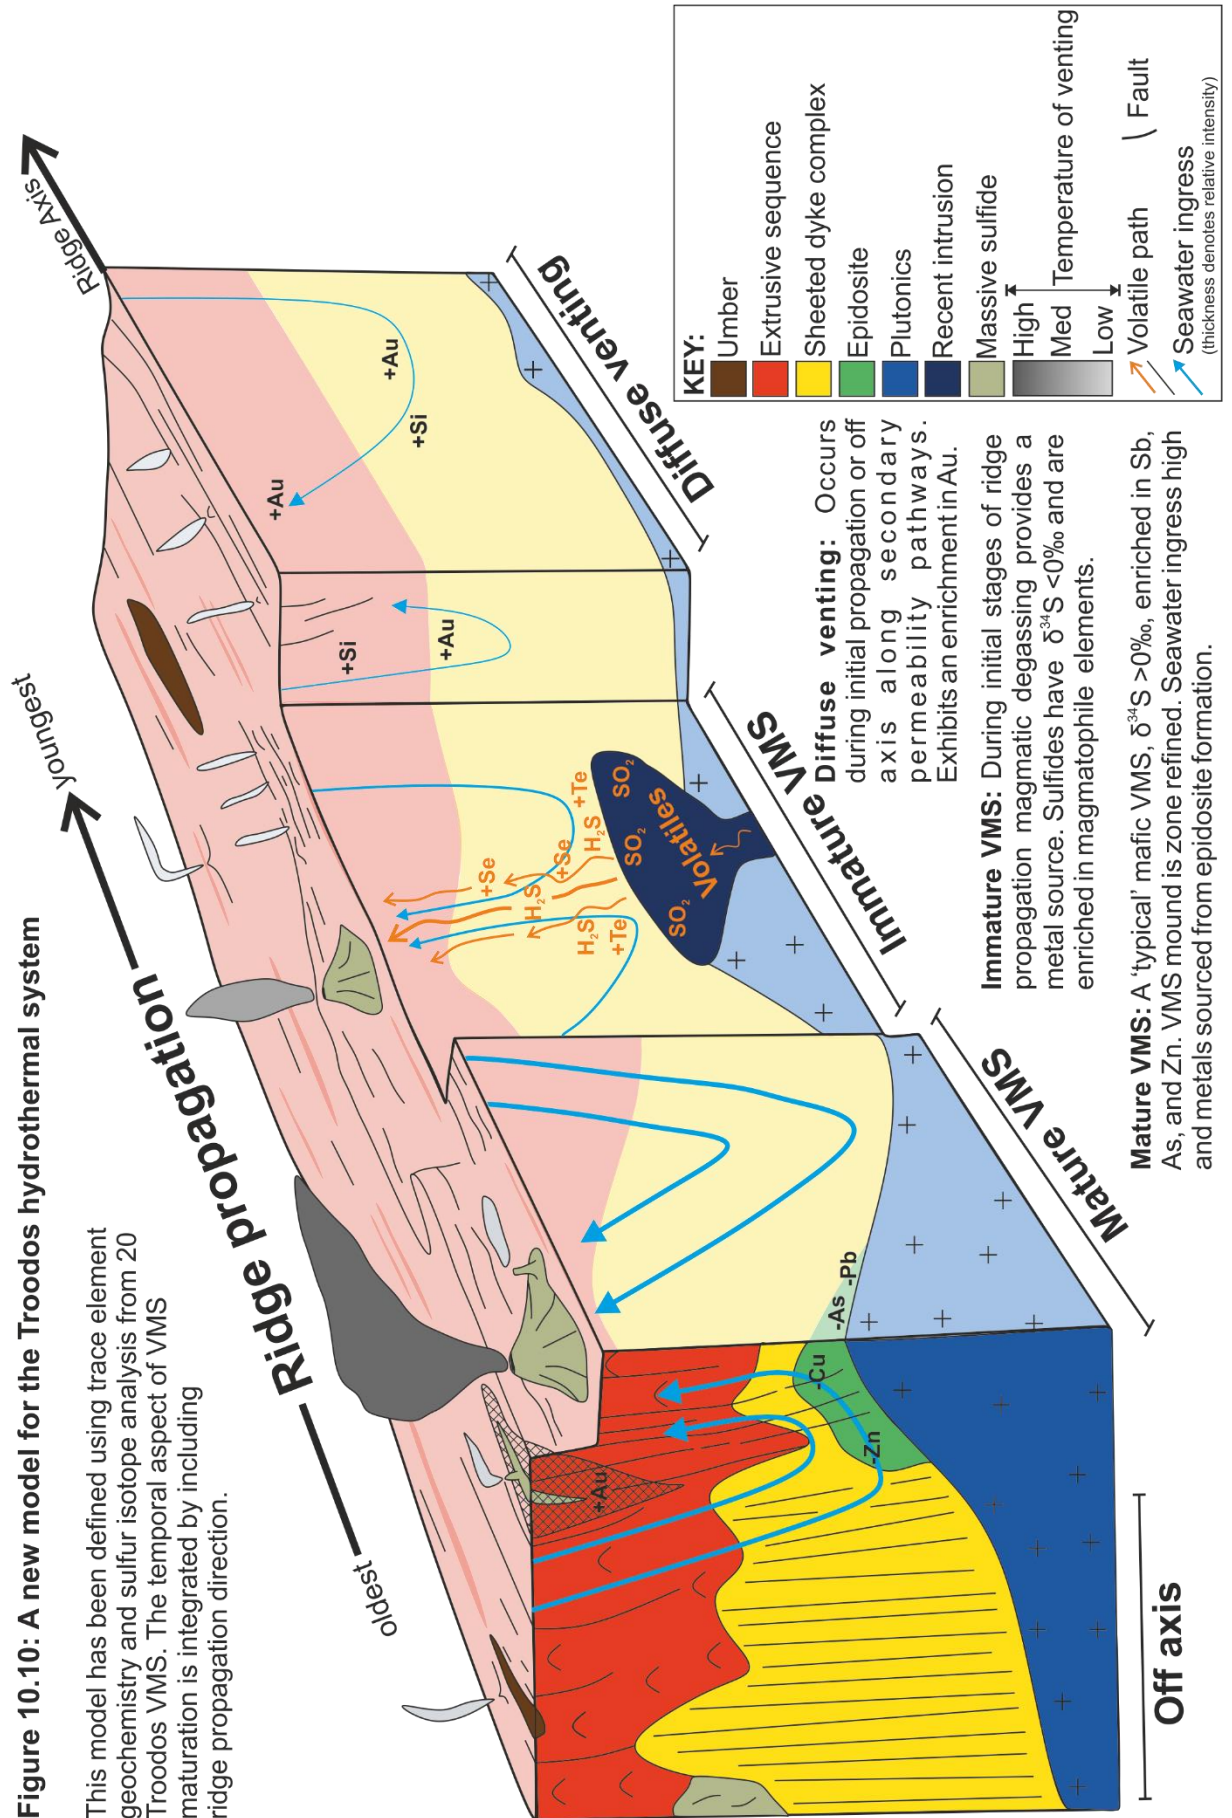 Figure 10.10: A new model for the Troodos hydrothermal system
This model has been defined using trace element
geochemistry and sulfur isotope analysis from 20
Troodos VMS. The temporal aspect of VMS
maturation is integrated by including
ridge propagation direction.
oldest
Ridge propagation
youngest
Ridge Axis
+Au
-Zn
-Cu
-As
-Pb
H₂S
+Te
H₂S
+Se
+Se
H₂S
+Te
SO₂
SO₂
SO₂
Volatiles
+Si
+Au
+Au
+Si
+Au
Off axis
Mature VMS
Immature VMS
Diffuse venting
Diffuse venting: Occurs
during initial propagation or off
axis along secondary
permeability pathways.
Exhibits an enrichment in Au.
Immature VMS: During initial stages of ridge
propagation magmatic degassing provides a
metal source. Sulfides have δ³⁴S <0‰ and are
enriched in magmatophile elements.
Mature VMS: A ‘typical’ mafic VMS, δ³⁴S >0‰, enriched in Sb,
As, and Zn. VMS mound is zone refined. Seawater ingress high
and metals sourced from epidosite formation.
KEY:
Umber
Extrusive sequence
Sheeted dyke complex
Epidosite
Plutonics
Recent intrusion
Massive sulfide
High
Med
Low
Temperature of venting
Volatile path
Fault
Seawater ingress
(thickness denotes relative intensity)